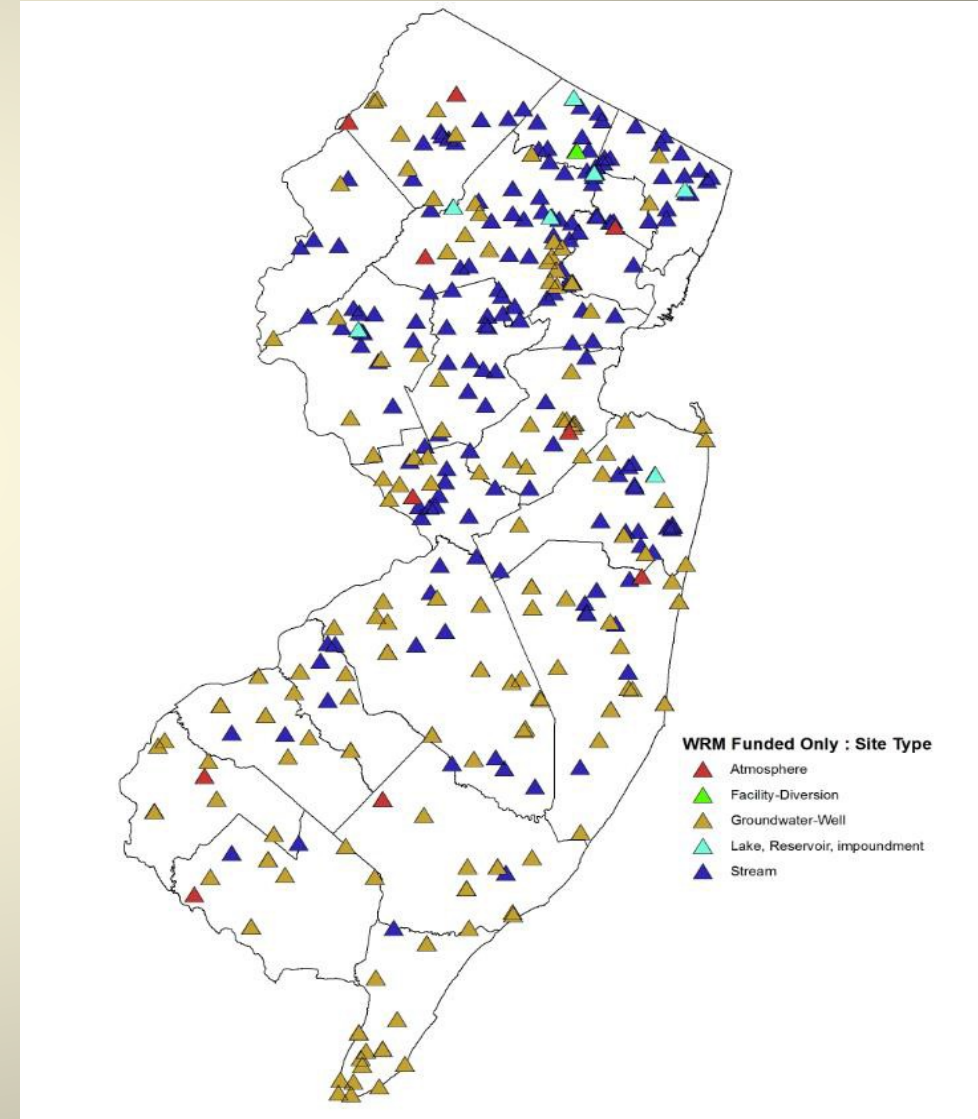 WRM Funded Only : Site Type
Atmosphere
Facility-Diversion
Groundwater-Well
Lake, Reservoir, impoundment
Stream